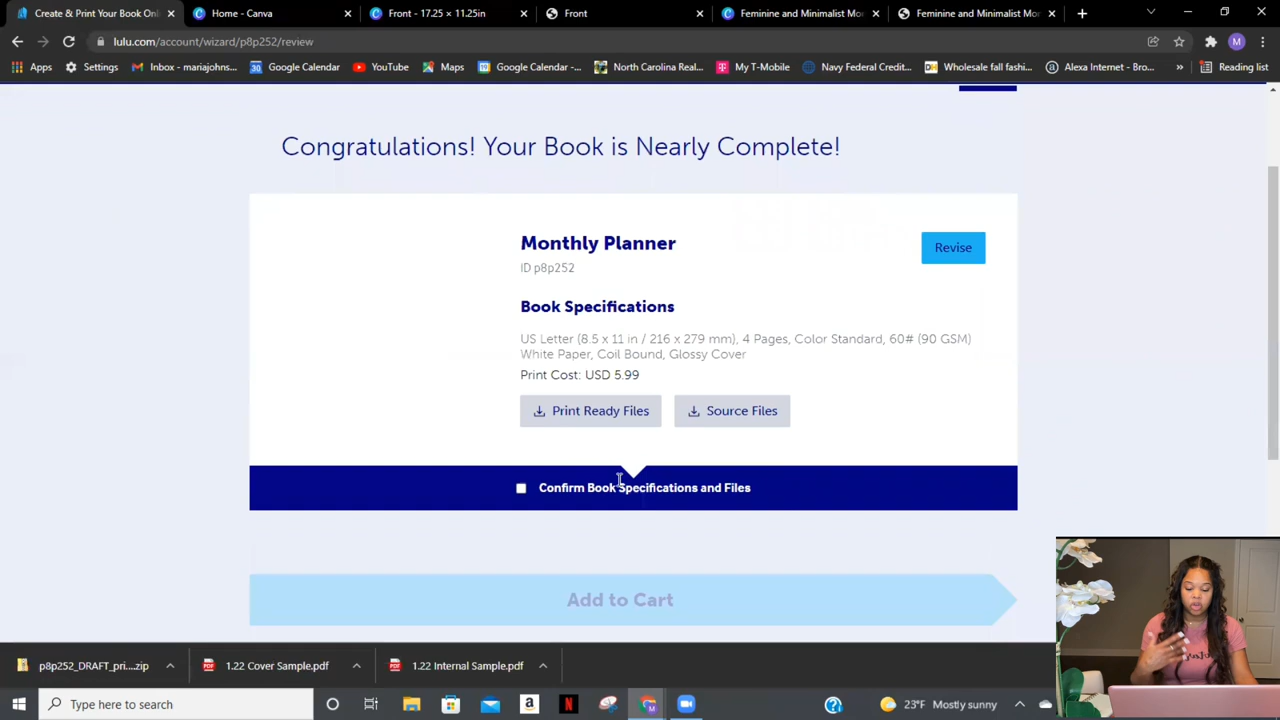 Create & Print Your Book Onli
Home - Canva
Front - 17.25 × 11.25in
Front
Feminine and Minimalist Mo
Feminine and Minimalist Mo
lulu.com/account/wizard/p8p252/review
Apps
Settings
Inbox - mariajohns...
Google Calendar
YouTube
Maps
Google Calendar -...
North Carolina Real...
My T-Mobile
Navy Federal Credit...
Wholesale fall fashi...
Alexa Internet - Bro...
Reading list
Congratulations! Your Book is Nearly Complete!
Monthly Planner
Revise
ID p8p252
Book Specifications
US Letter (8.5 x 11 in / 216 x 279 mm), 4 Pages, Color Standard, 60# (90 GSM)
White Paper, Coil Bound, Glossy Cover
Print Cost: USD 5.99
Print Ready Files
Source Files
Confirm Book Specifications and Files
Add to Cart
p8p252_DRAFT_pri....zip
1.22 Cover Sample.pdf
1.22 Internal Sample.pdf
Type here to search
23°F Mostly sunny